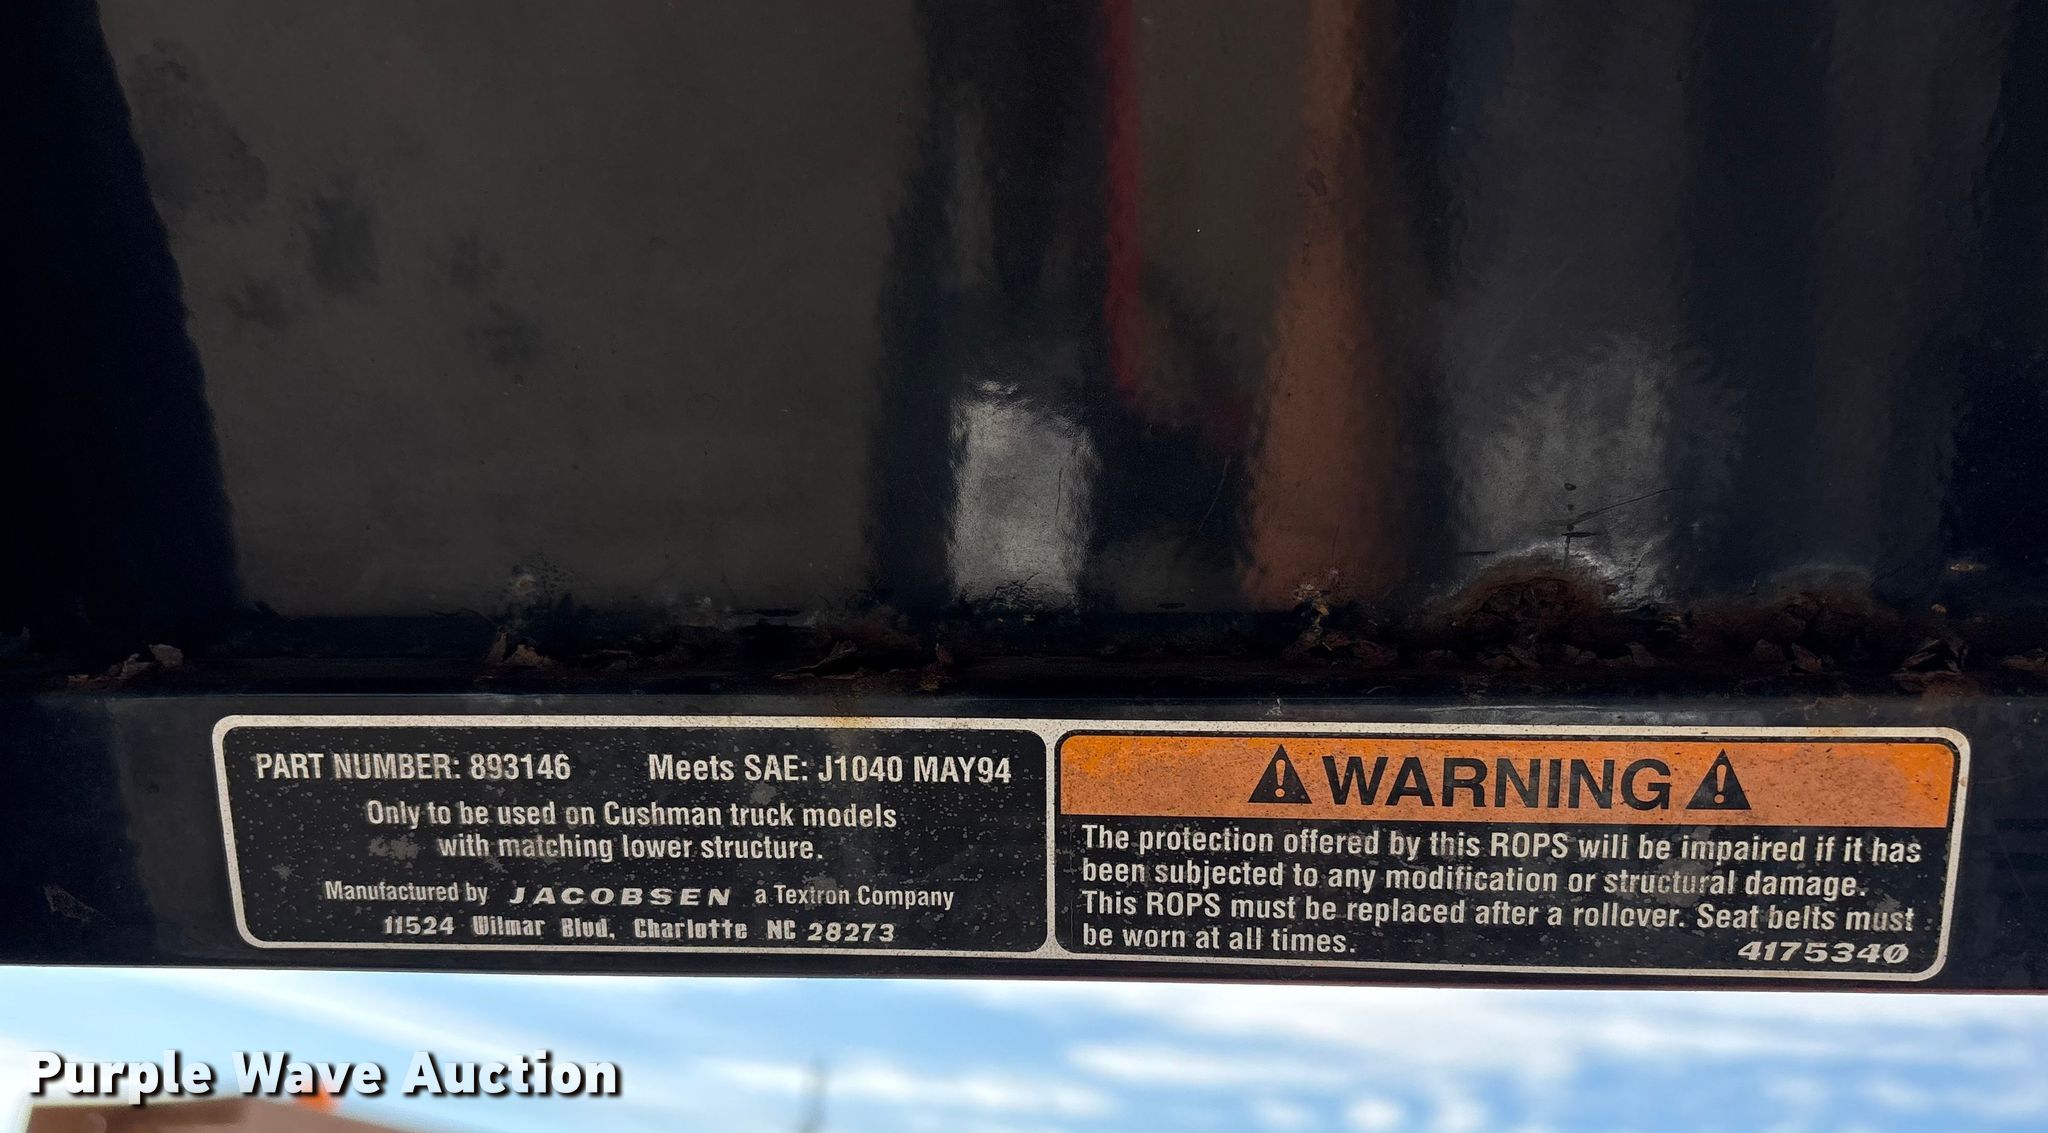 PART NUMBER: 893146 Meets SAE: J1040 MAY94
Only to be used on Cushman truck models
with matching lower structure.
Manufactured by JACOBSEN a Textron Company
11524 Wilmar Blvd, Charlotte NC 28273
WARNING
The protection offered by this ROPS will be impaired if it has
been subjected to any modification or structural damage.
This ROPS must be replaced after a rollover. Seat belts must
be worn at all times.
4175340
Purple Wave Auction